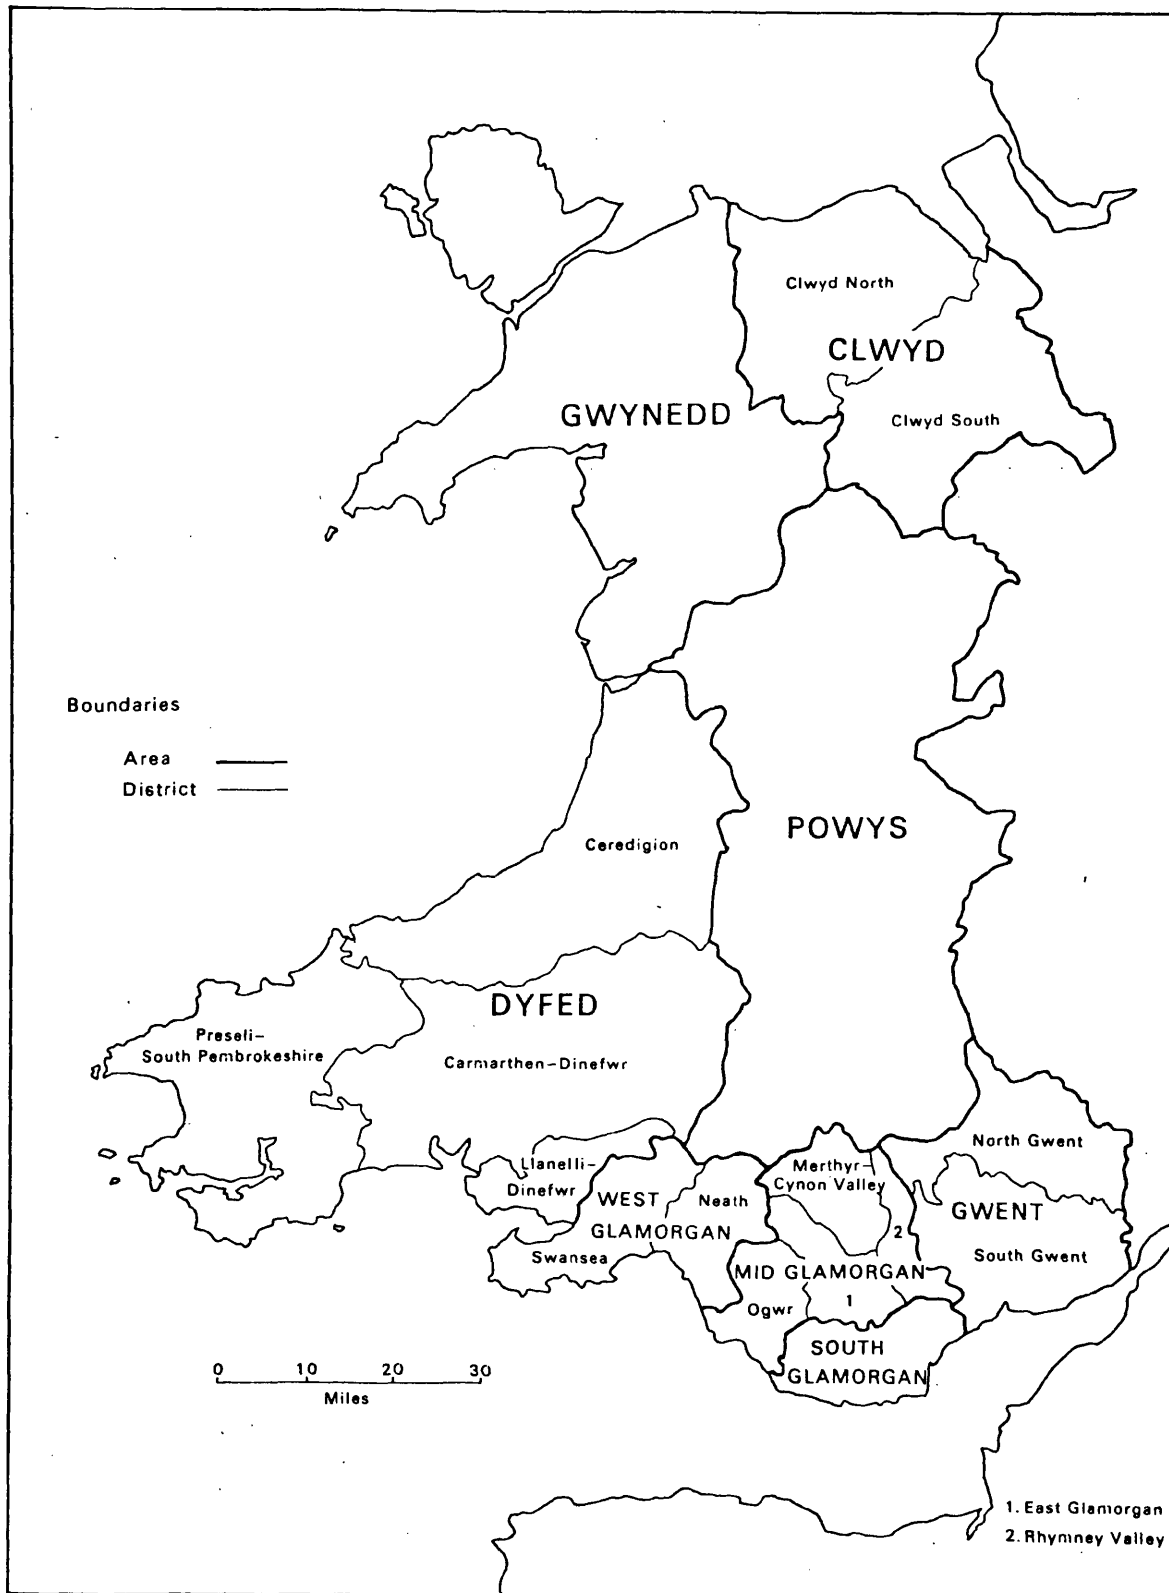 Clwyd North
CLWYD
GWYNEDD
Clwyd South
Boundaries
Area
District
POWYS
Ceredigion
DYFED
Preseli-
South Pembrokeshire
Carmarthen-Dinefwr
North Gwent
Llanelli-
Dinefwr
Merthyr-
Cynon Valley
WEST
GLAMORGAN
Neath
GWENT
2
South Gwent
Swansea
MID GLAMORGAN
Ogwr
1
SOUTH
GLAMORGAN
0 10 20 30
Miles
1. East Glamorgan
2. Rhymney Valley